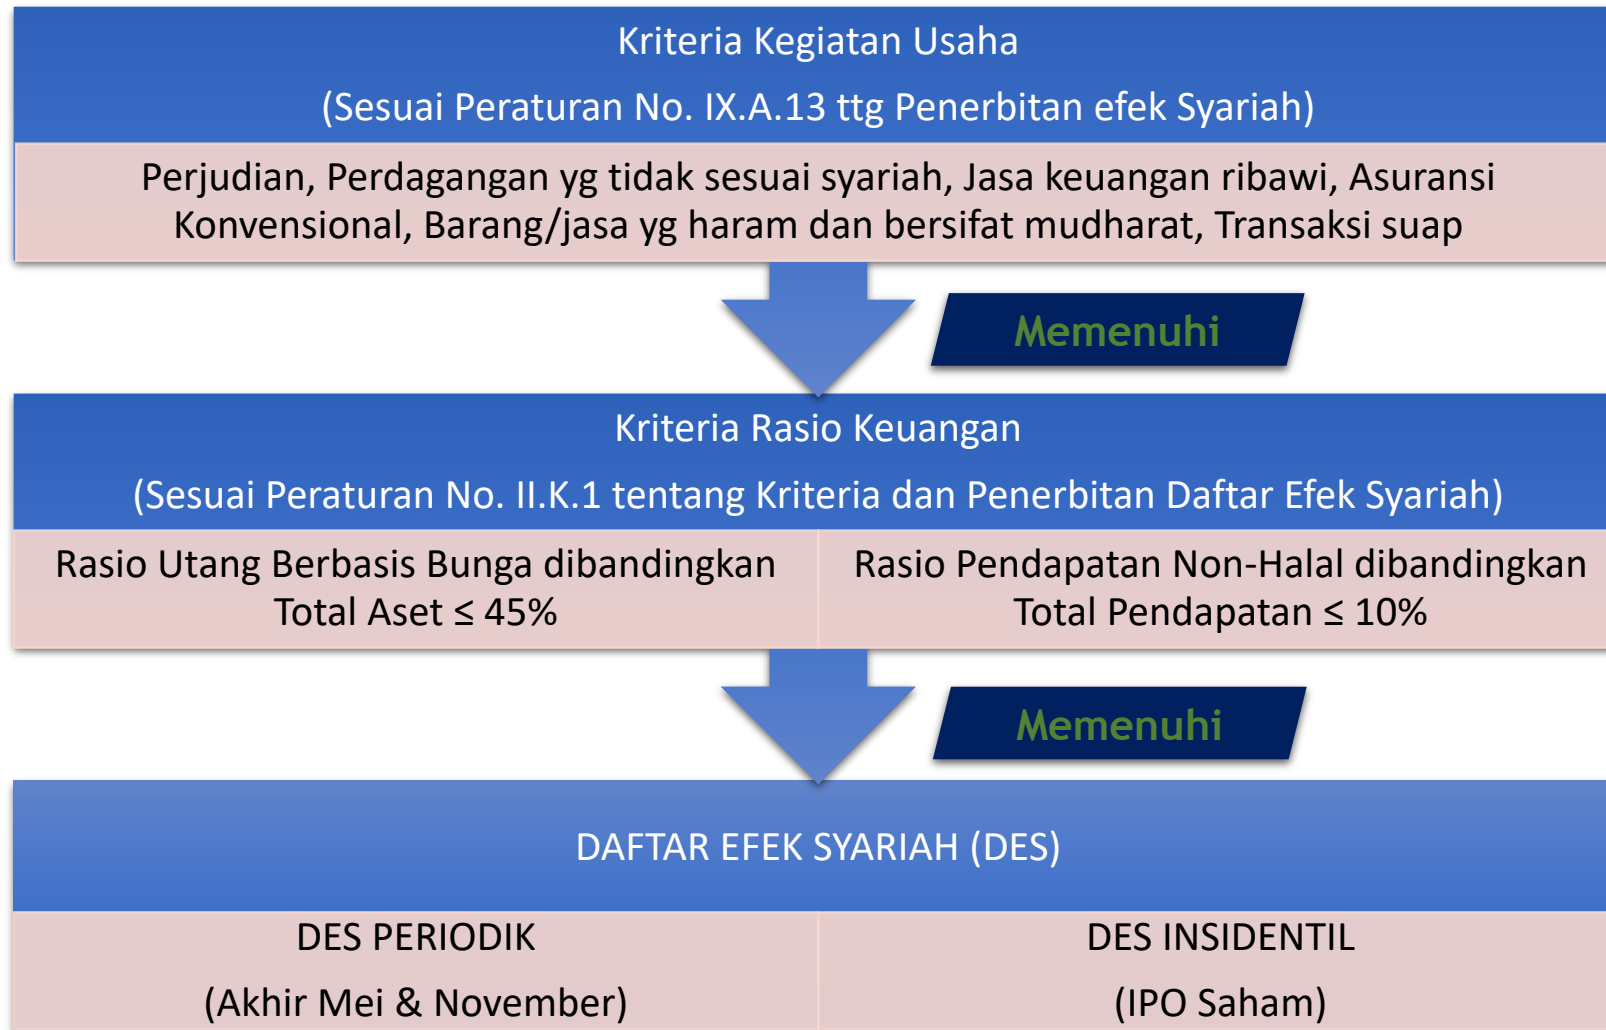 Kriteria Kegiatan Usaha
(Sesuai Peraturan No. IX.A.13 ttg Penerbitan efek Syariah)
Perjudian, Perdagangan yg tidak sesuai syariah, Jasa keuangan ribawi, Asuransi
Konvensional, Barang/jasa yg haram dan bersifat mudharat, Transaksi suap
Memenuhi
Kriteria Rasio Keuangan
(Sesuai Peraturan No. II.K.1 tentang Kriteria dan Penerbitan Daftar Efek Syariah)
Rasio Utang Berbasis Bunga dibandingkan
Total Aset ≤ 45%
Rasio Pendapatan Non-Halal dibandingkan
Total Pendapatan ≤ 10%
Memenuhi
DAFTAR EFEK SYARIAH (DES)
DES PERIODIK
(Akhir Mei & November)
DES INSIDENTIL
(IPO Saham)